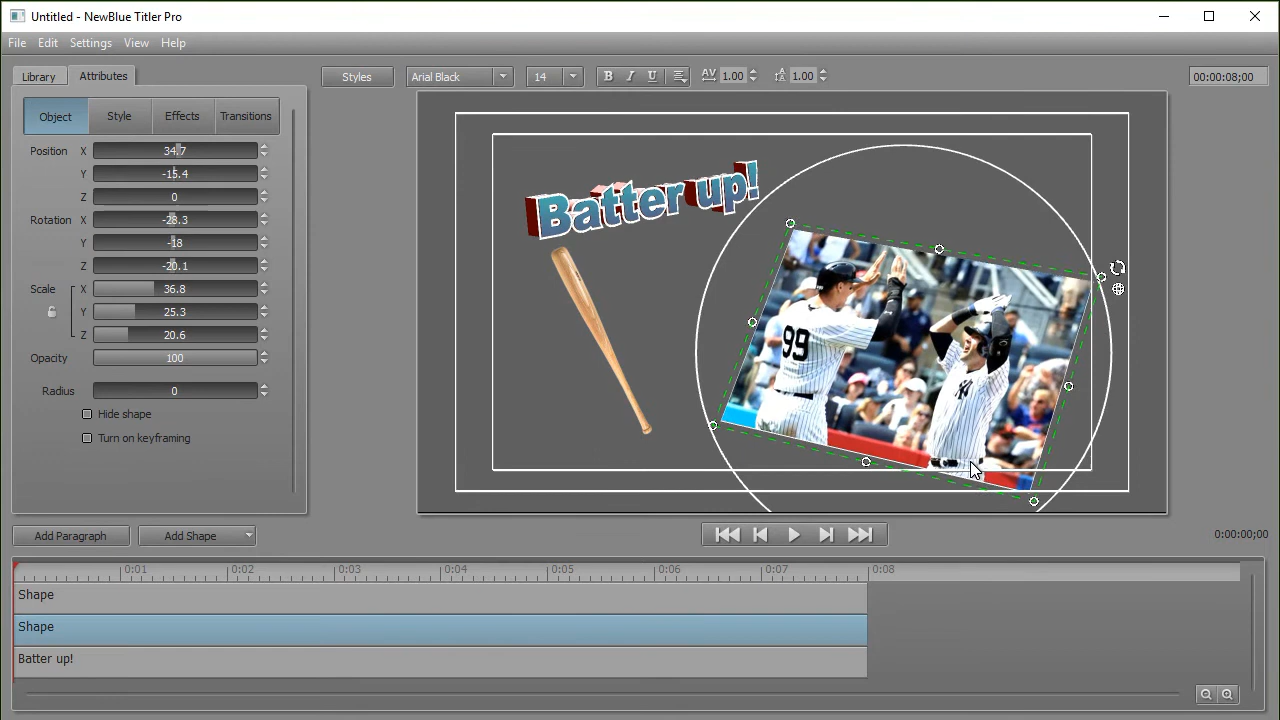 Untitled - NewBlue Titler Pro
File Edit Settings View Help
Library Attributes
Styles Arial Black 14 B I U AV 1.00 A 1.00 00:00:08;00
Object Style Effects Transitions
Position X 34.7
Y -15.4
Z 0
Rotation X -28.3
Y -18
Z -20.1
Scale X 36.8
Y 25.3
Z 20.6
Opacity 100
Radius 0
Hide shape
Turn on keyframing
Batter up!
99
NY
Add Paragraph Add Shape 0:00:00;00
0:01 0:02 0:03 0:04 0:05 0:06 0:07 0:08
Shape
Shape
Batter up!